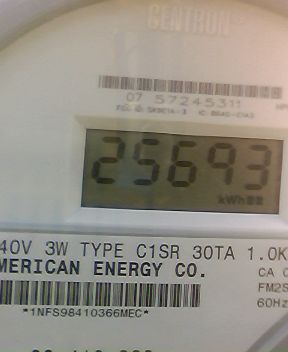 CENTRON®
07 57245311
25693
kWh
40V 3W TYPE C1SR 30TA 1.0K
MERICAN ENERGY CO.
CA
FM2S
60Hz
*1NFS98410366MEC*